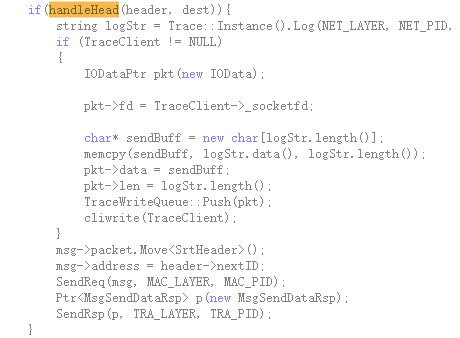 if(handleHead(header, dest)){
string logStr = Trace::Instance().Log(NET_LAYER, NET_PID,
if (TraceClient != NULL)
{
IODataPtr pkt(new IOData);
pkt->fd = TraceClient->_socketfd;
char* sendBuff = new char[logStr.length()];
memcpy(sendBuff, logStr.data(), logStr.length());
pkt->data = sendBuff;
pkt->len = logStr.length();
TraceWriteQueue::Push(pkt);
cliwrite(TraceClient);
}
msg->packet.Move<SrtHeader>();
msg->address = header->nextID;
SendReq(msg, MAC_LAYER, MAC_PID);
Ptr<MsgSendDataRsp> p(new MsgSendDataRsp);
SendRsp(p, TRA_LAYER, TRA_PID);
}